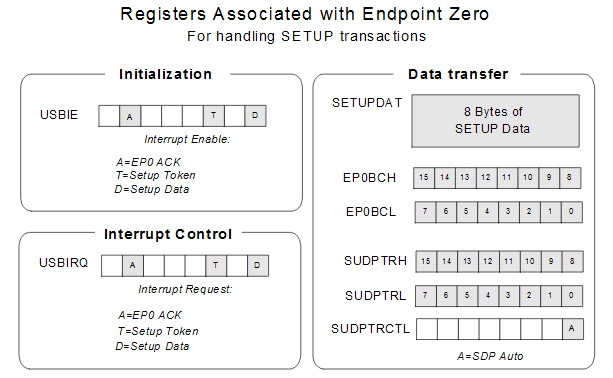 Registers Associated with Endpoint Zero
For handling SETUP transactions
Initialization
USBIE
A T D
Interrupt Enable:
A=EP0 ACK
T=Setup Token
D=Setup Data
Interrupt Control
USBIRQ
A T D
Interrupt Request:
A=EP0 ACK
T=Setup Token
D=Setup Data
Data transfer
SETUPDAT
8 Bytes of
SETUP Data
EP0BCH 15 14 13 12 11 10 9 8
EP0BCL 7 6 5 4 3 2 1 0
SUDPTRH 15 14 13 12 11 10 9 8
SUDPTRL 7 6 5 4 3 2 1 0
SUDPTRCTL A
A=SDP Auto